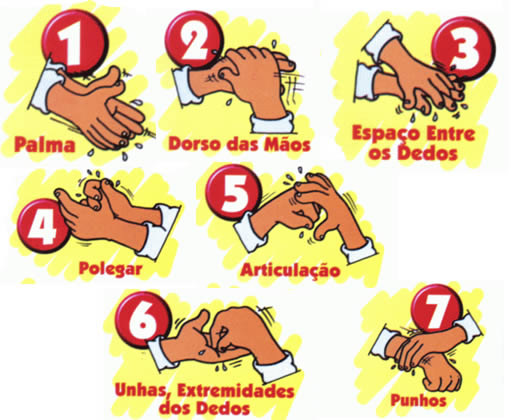 1
Palma
2
Dorso das Mãos
3
Espaço Entre
os Dedos
4
Polegar
5
Articulação
6
Unhas, Extremidades
dos Dedos
7
Punhos